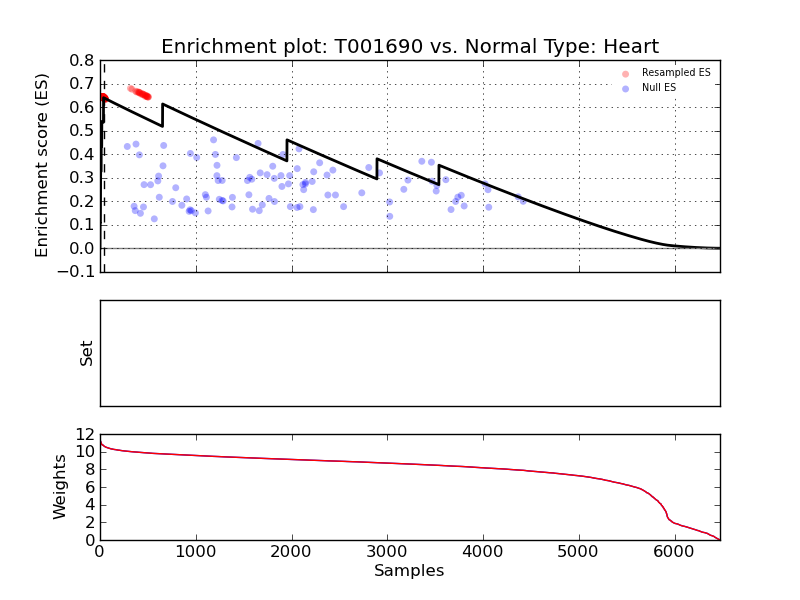 Enrichment plot: T001690 vs. Normal Type: Heart
Enrichment score (ES)
0.8
0.7
0.6
0.5
0.4
0.3
0.2
0.1
0.0
−0.1
Resampled ES
Null ES
Set
Weights
12
10
8
6
4
2
0
0 1000 2000 3000 4000 5000 6000
Samples